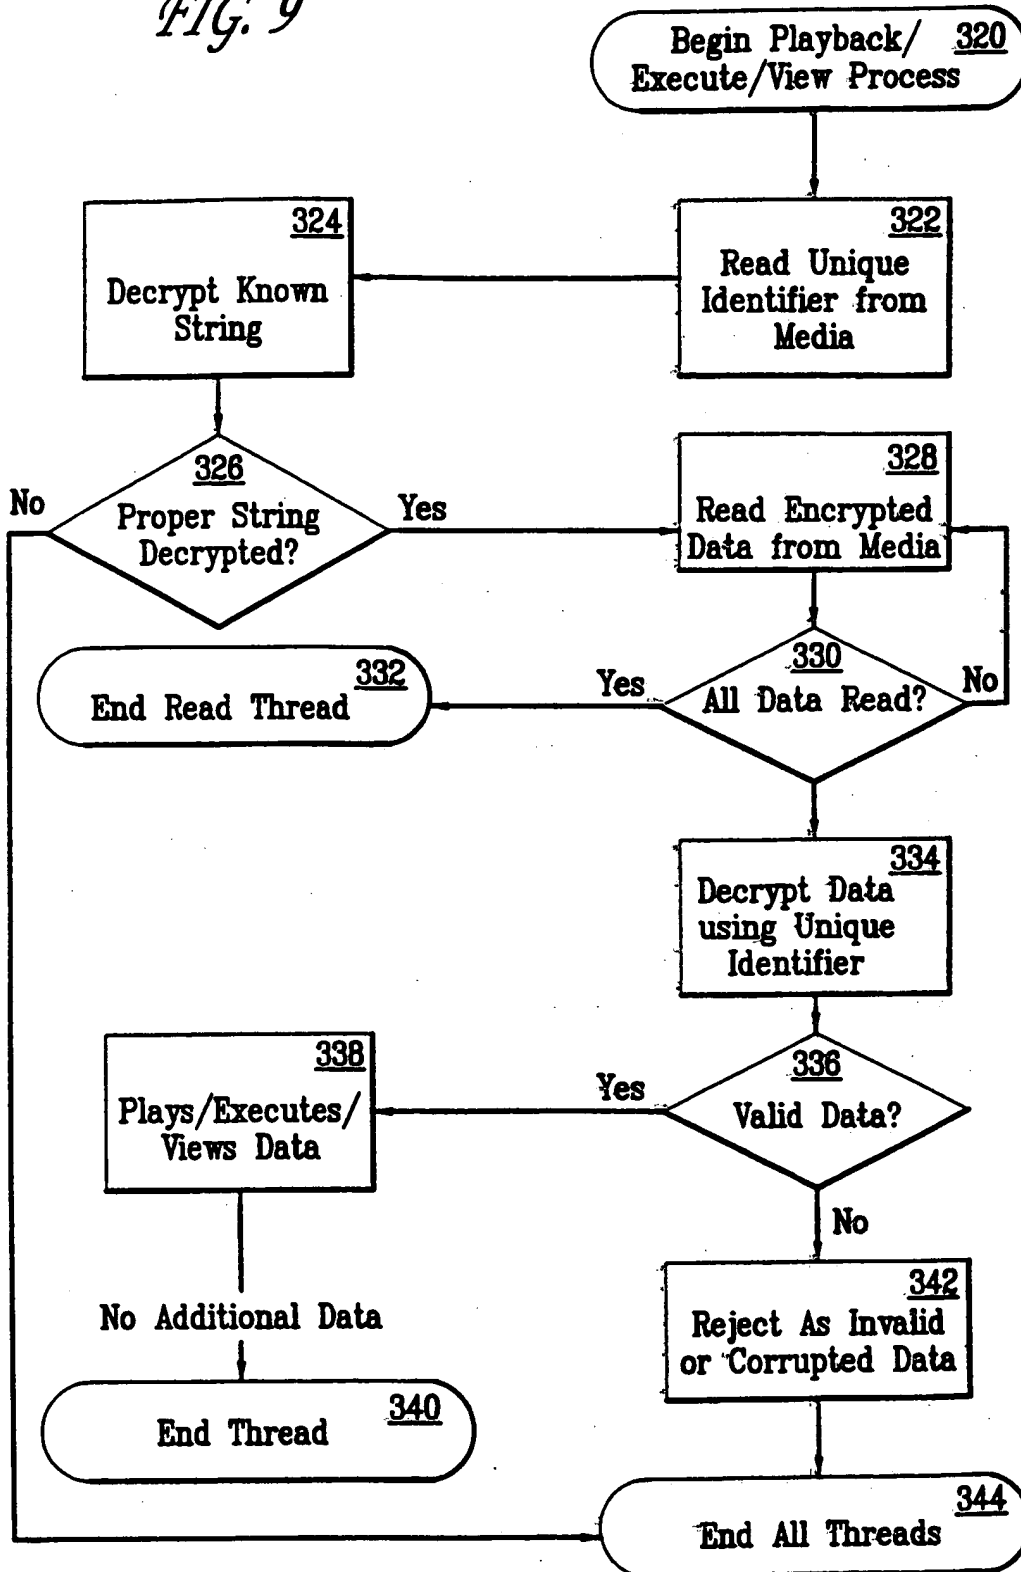 FIG. 9
Begin Playback/ 320
Execute/View Process
324
Decrypt Known
String
322
Read Unique
Identifier from
Media
326
Proper String
Decrypted?
No
Yes
328
Read Encrypted
Data from Media
330
All Data Read?
Yes
No
332
End Read Thread
334
Decrypt Data
using Unique
Identifier
336
Valid Data?
Yes
No
338
Plays/Executes/
Views Data
No Additional Data
340
End Thread
342
Reject As Invalid
or Corrupted Data
344
End All Threads